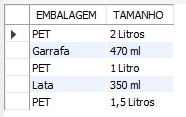 EMBALAGEM TAMANHO
PET 2 Litros
Garrafa 470 ml
PET 1 Litro
Lata 350 ml
PET 1,5 Litros